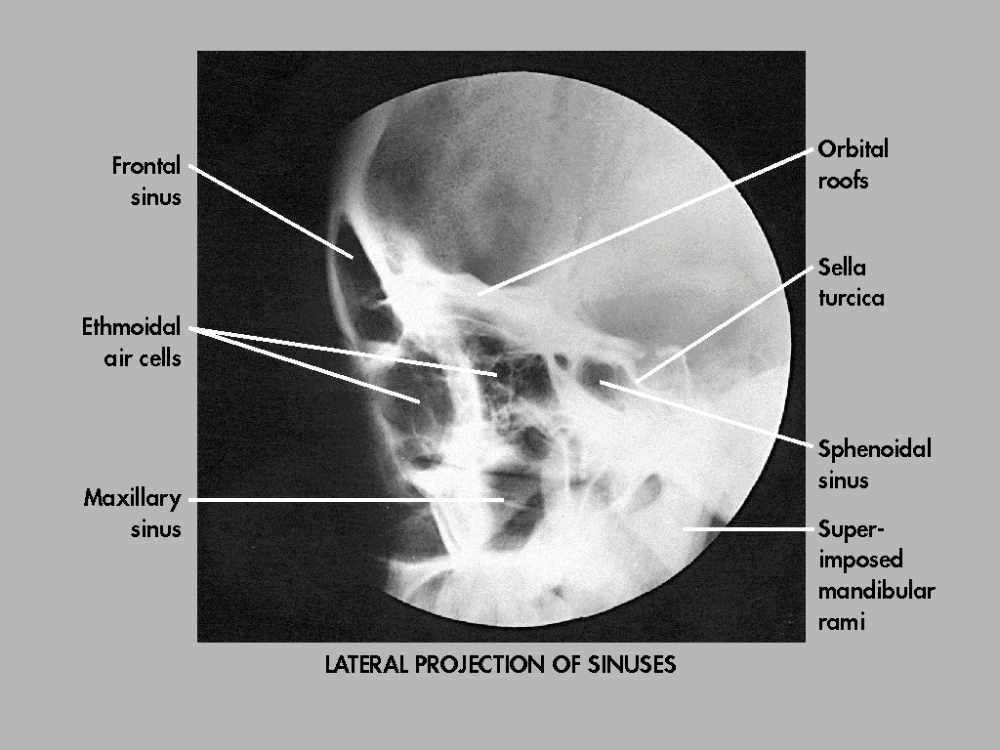 Frontal
sinus
Ethmoidal
air cells
Maxillary
sinus
Orbital
roofs
Sella
turcica
Sphenoidal
sinus
Super-
imposed
mandibular
rami
LATERAL PROJECTION OF SINUSES